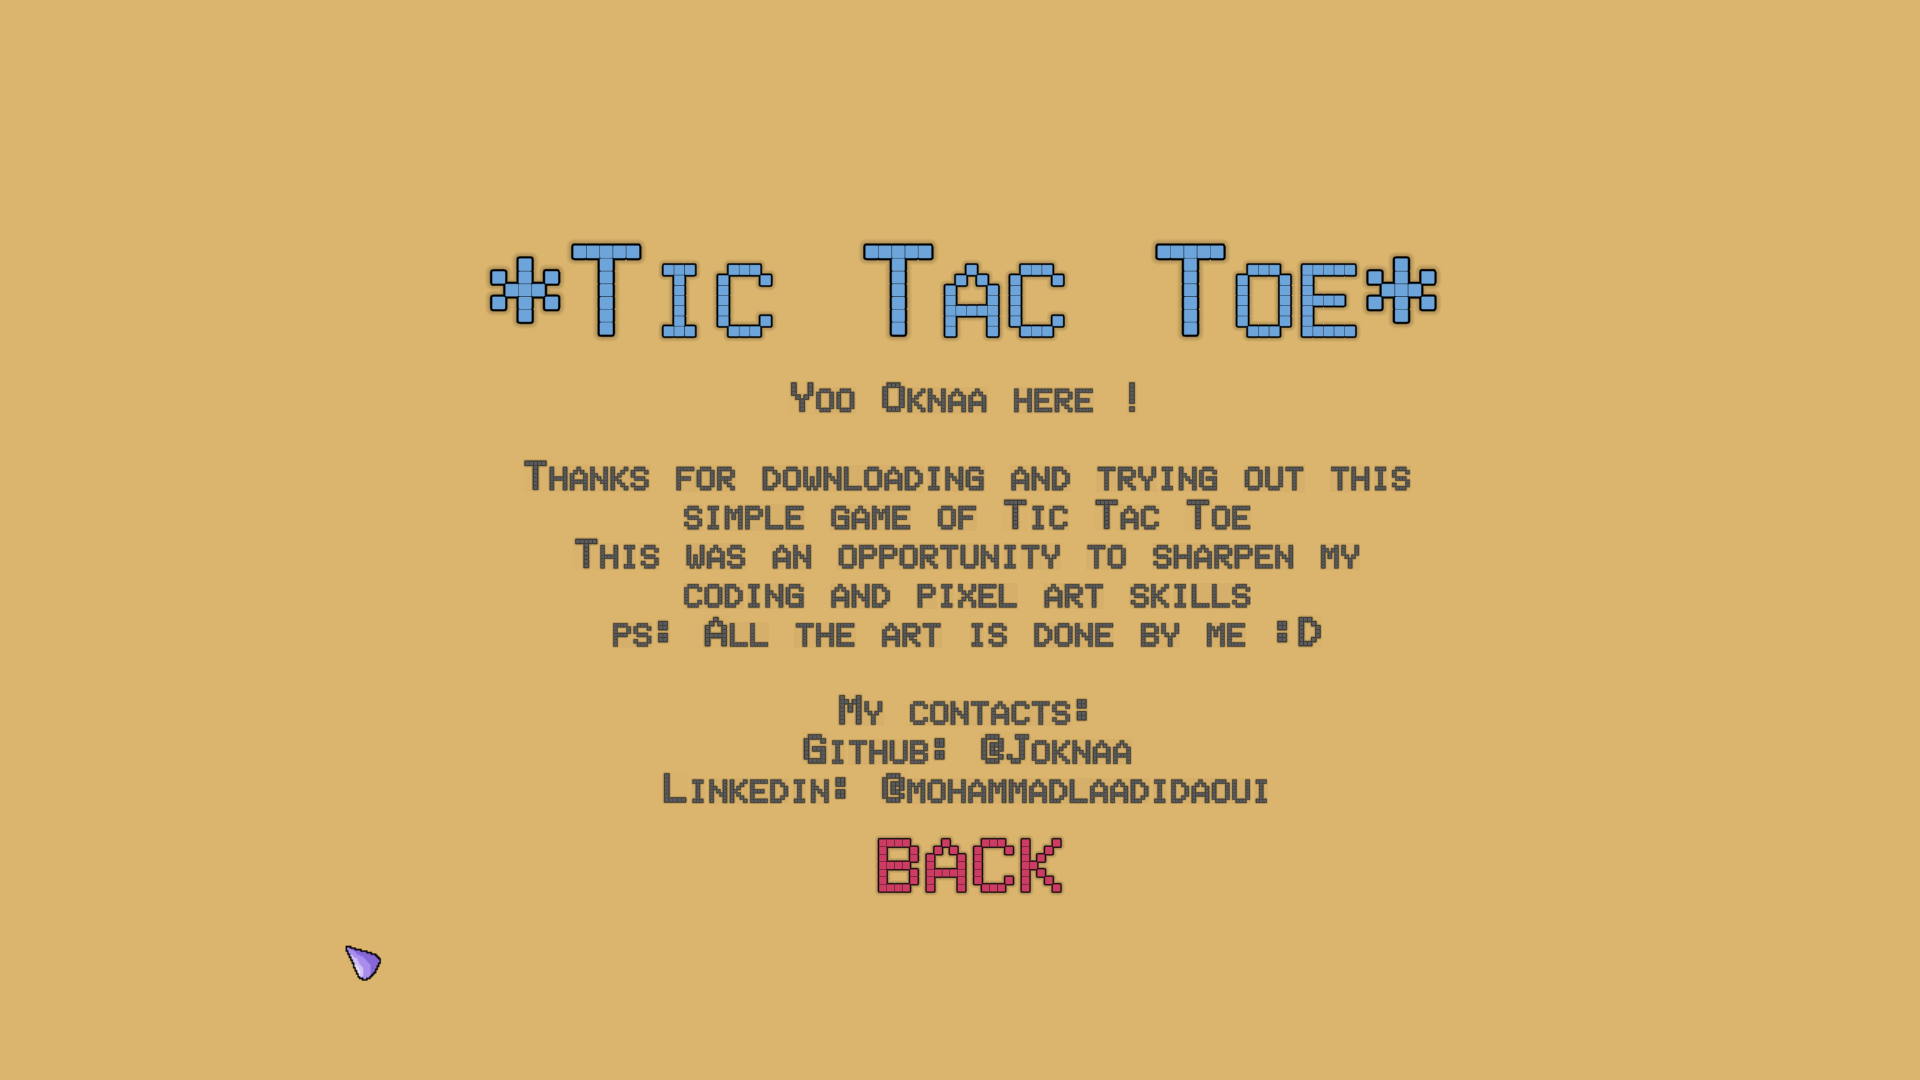 *Tic Tac Toe*
Yoo Oknaa here !
Thanks for downloading and trying out this
simple game of Tic Tac Toe
This was an opportunity to sharpen my
coding and pixel art skills
ps: All the art is done by me :D
My contacts:
Github: @Joknaa
Linkedin: @mohammadlaadidaoui
BACK